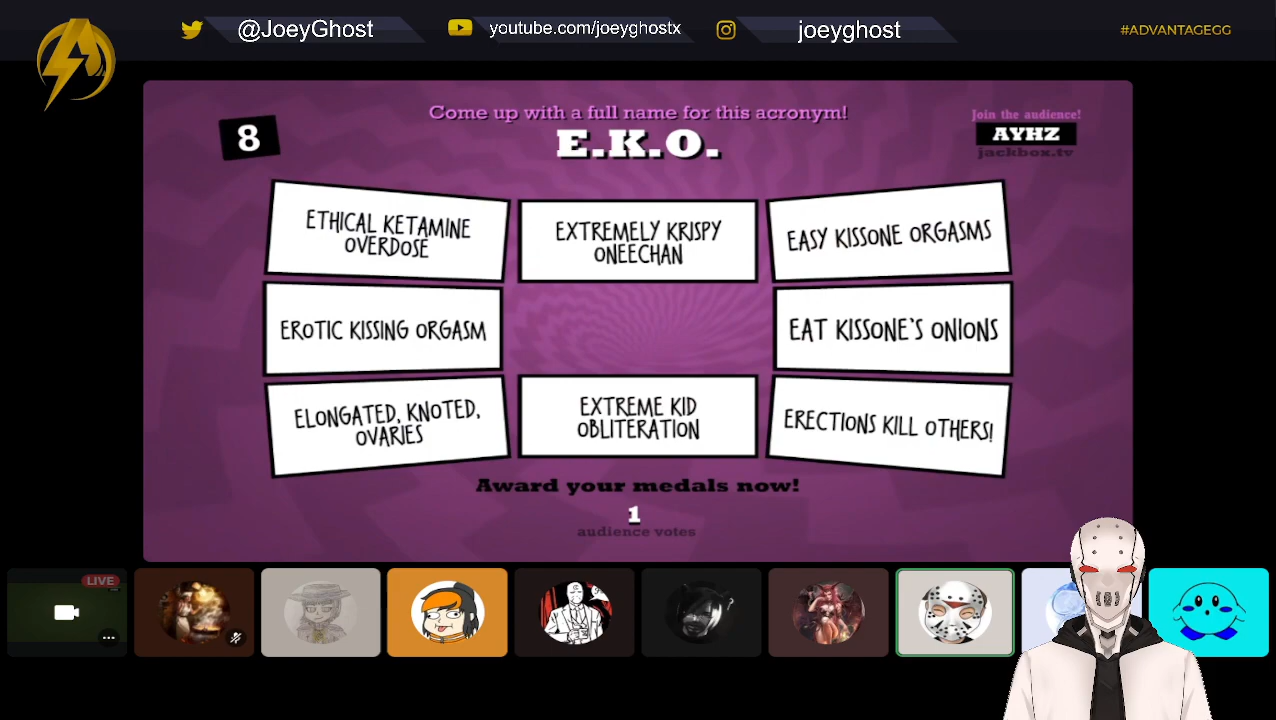 @JoeyGhost
youtube.com/joeyghostx
joeyghost
#ADVANTAGEGG
8
Come up with a full name for this acronym!
E.K.O.
Join the audience!
AYHZ
jackbox.tv
ETHICAL KETAMINE
OVERDOSE
EXTREMELY KRISPY
ONEECHAN
EASY KISSONE ORGASMS
EROTIC KISSING ORGASM
EAT KISSONE'S ONIONS
ELONGATED, KNOTED,
OVARIES
EXTREME KID
OBLITERATION
ERECTIONS KILL OTHERS!
Award your medals now!
1
audience votes
LIVE